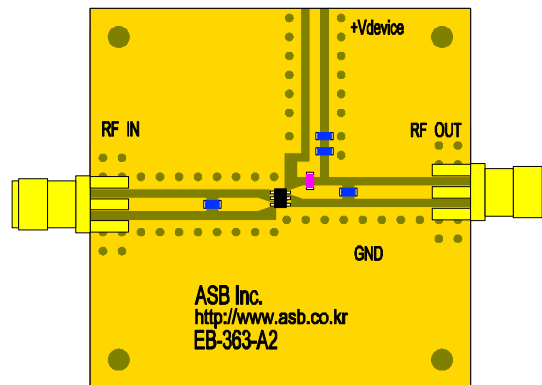 +Vdevice
RF IN
RF OUT
GND
ASB Inc.
http://www.asb.co.kr
EB-363-A2